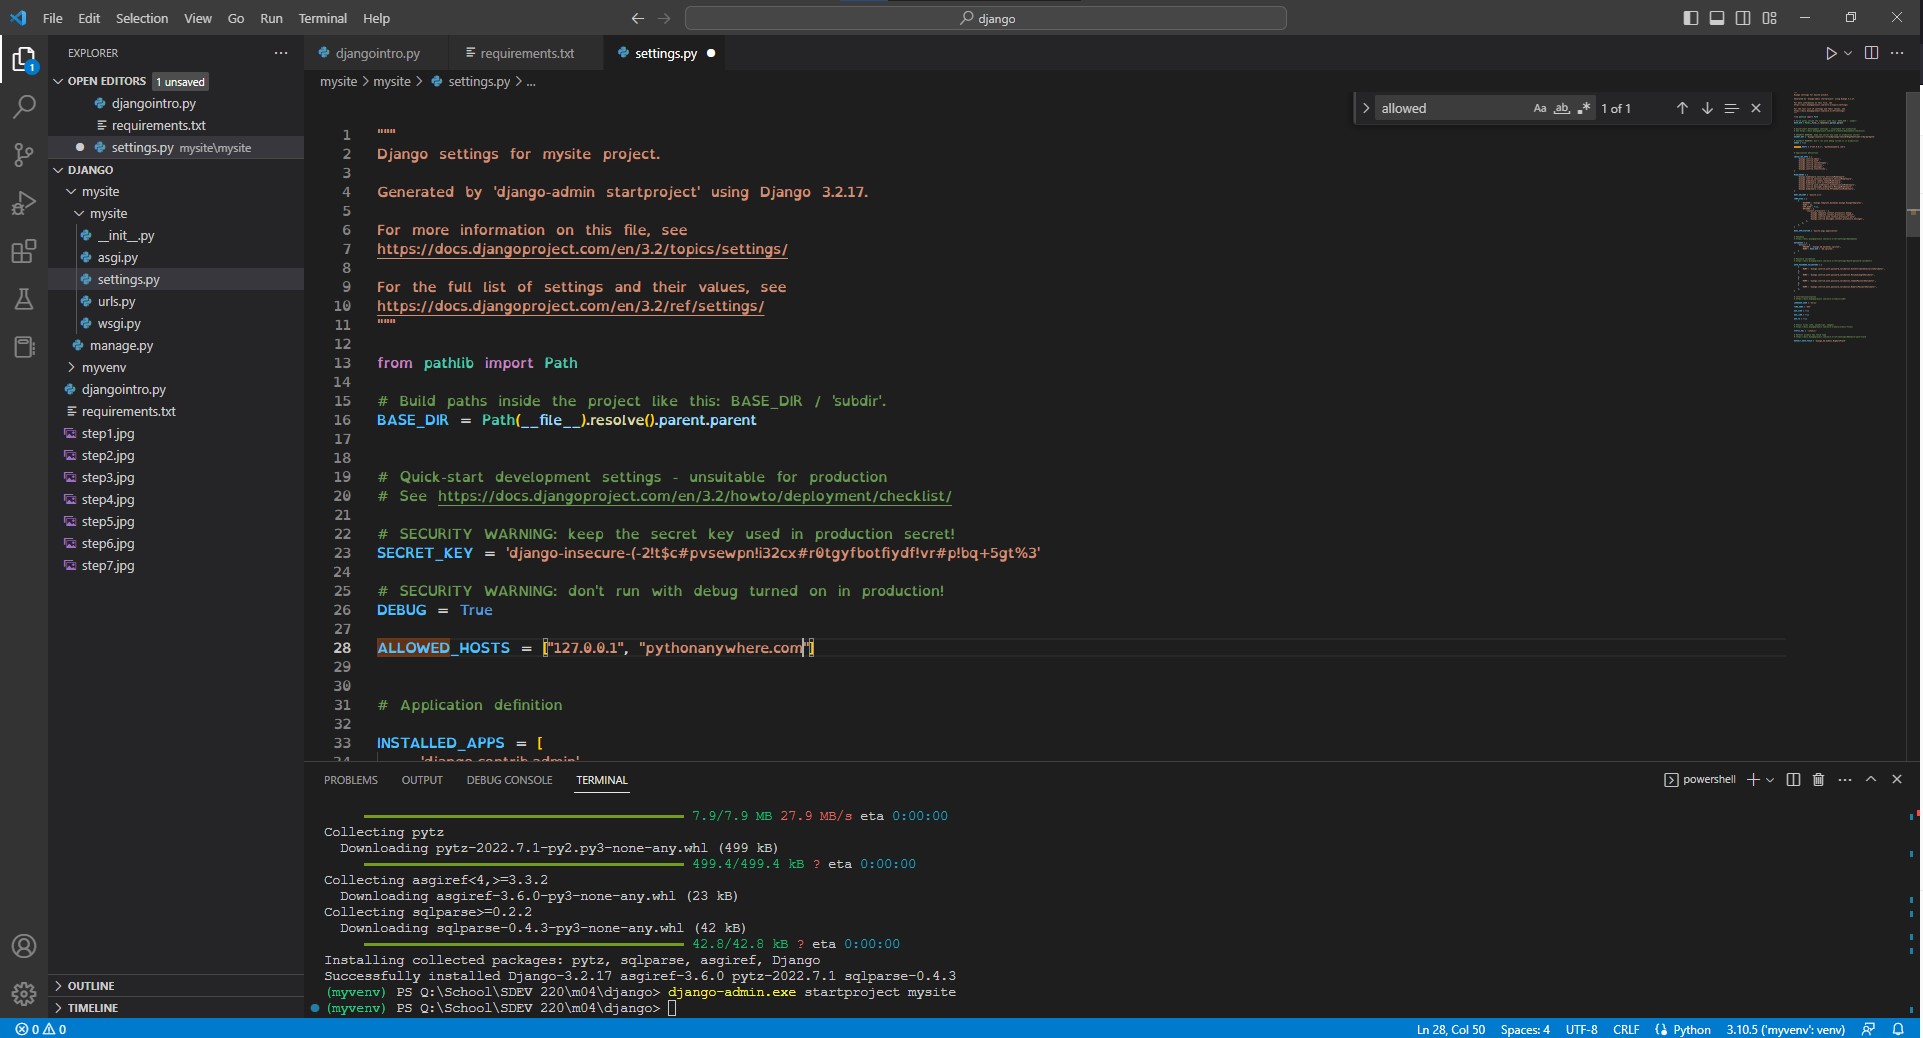 File Edit Selection View Go Run Terminal Help
django
EXPLORER
OPEN EDITORS 1 unsaved
djangointro.py
requirements.txt
settings.py mysite\mysite
DJANGO
mysite
mysite
__init__.py
asgi.py
settings.py
urls.py
wsgi.py
manage.py
myvenv
djangointro.py
requirements.txt
step1.jpg
step2.jpg
step3.jpg
step4.jpg
step5.jpg
step6.jpg
step7.jpg
OUTLINE
TIMELINE
djangointro.py requirements.txt settings.py
mysite > mysite > settings.py > ...
allowed Aa ab 1 of 1
1 """
2 Django settings for mysite project.
3
4 Generated by 'django-admin startproject' using Django 3.2.17.
5
6 For more information on this file, see
7 https://docs.djangoproject.com/en/3.2/topics/settings/
8
9 For the full list of settings and their values, see
10 https://docs.djangoproject.com/en/3.2/ref/settings/
11 """
12
13 from pathlib import Path
14
15 # Build paths inside the project like this: BASE_DIR / 'subdir'.
16 BASE_DIR = Path(__file__).resolve().parent.parent
17
18
19 # Quick-start development settings - unsuitable for production
20 # See https://docs.djangoproject.com/en/3.2/howto/deployment/checklist/
21
22 # SECURITY WARNING: keep the secret key used in production secret!
23 SECRET_KEY = 'django-insecure-(-2!t$c#pvsewpn!i32cx#r0tgyfbotfiydf!vr#p!bq+5gt%3'
24
25 # SECURITY WARNING: don't run with debug turned on in production!
26 DEBUG = True
27
28 ALLOWED_HOSTS = ["127.0.0.1", "pythonanywhere.com"]
29
30
31 # Application definition
32
33 INSTALLED_APPS = [
34 'django.contrib.admin'
PROBLEMS OUTPUT DEBUG CONSOLE TERMINAL
powershell
7.9/7.9 MB 27.9 MB/s eta 0:00:00
Collecting pytz
Downloading pytz-2022.7.1-py2.py3-none-any.whl (499 kB)
499.4/499.4 kB ? eta 0:00:00
Collecting asgiref<4,>=3.3.2
Downloading asgiref-3.6.0-py3-none-any.whl (23 kB)
Collecting sqlparse>=0.2.2
Downloading sqlparse-0.4.3-py3-none-any.whl (42 kB)
42.8/42.8 kB ? eta 0:00:00
Installing collected packages: pytz, sqlparse, asgiref, Django
Successfully installed Django-3.2.17 asgiref-3.6.0 pytz-2022.7.1 sqlparse-0.4.3
(myvenv) PS Q:\School\SDEV 220\m04\django> django-admin.exe startproject mysite
(myvenv) PS Q:\School\SDEV 220\m04\django>
0 0
Ln 28, Col 50 Spaces: 4 UTF-8 CRLF Python 3.10.5 ('myvenv': venv)